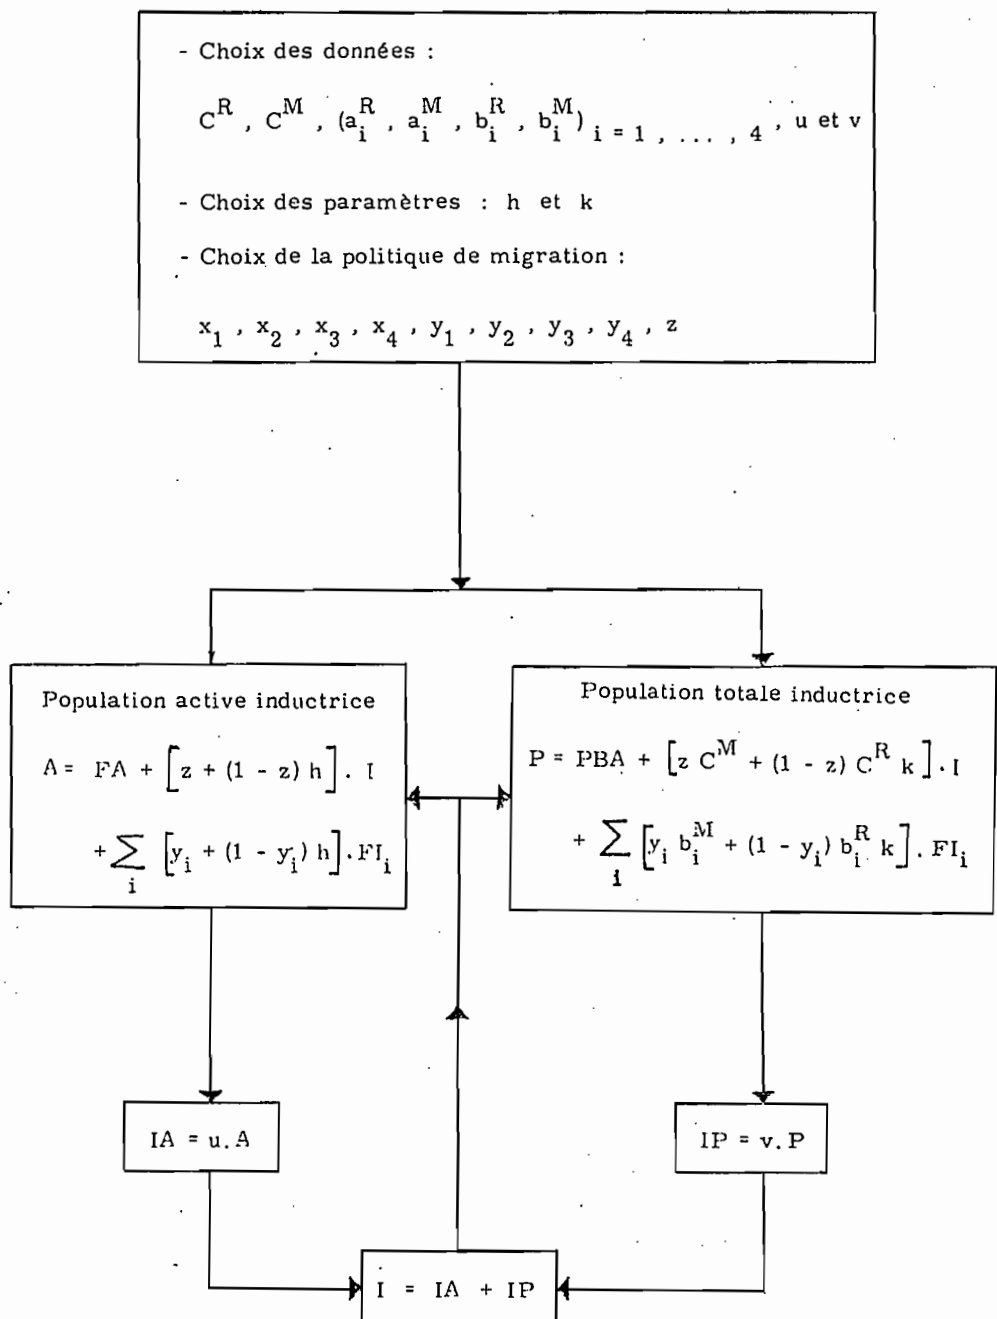 - Choix des données :
C^R , C^M , (a_i^R , a_i^M , b_i^R , b_i^M)_{i = 1 , ... , 4} , u et v
- Choix des paramètres : h et k
- Choix de la politique de migration :
x_1 , x_2 , x_3 , x_4 , y_1 , y_2 , y_3 , y_4 , z
Population active inductrice
A = FA + [z + (1 - z) h] . I
+ ∑_i [y_i + (1 - y_i) h] . FI_i
Population totale inductrice
P = PBA + [z C^M + (1 - z) C^R k] . I
+ ∑_i [y_i b_i^M + (1 - y_i) b_i^R k] . FI_i
IA = u.A
IP = v.P
I = IA + IP